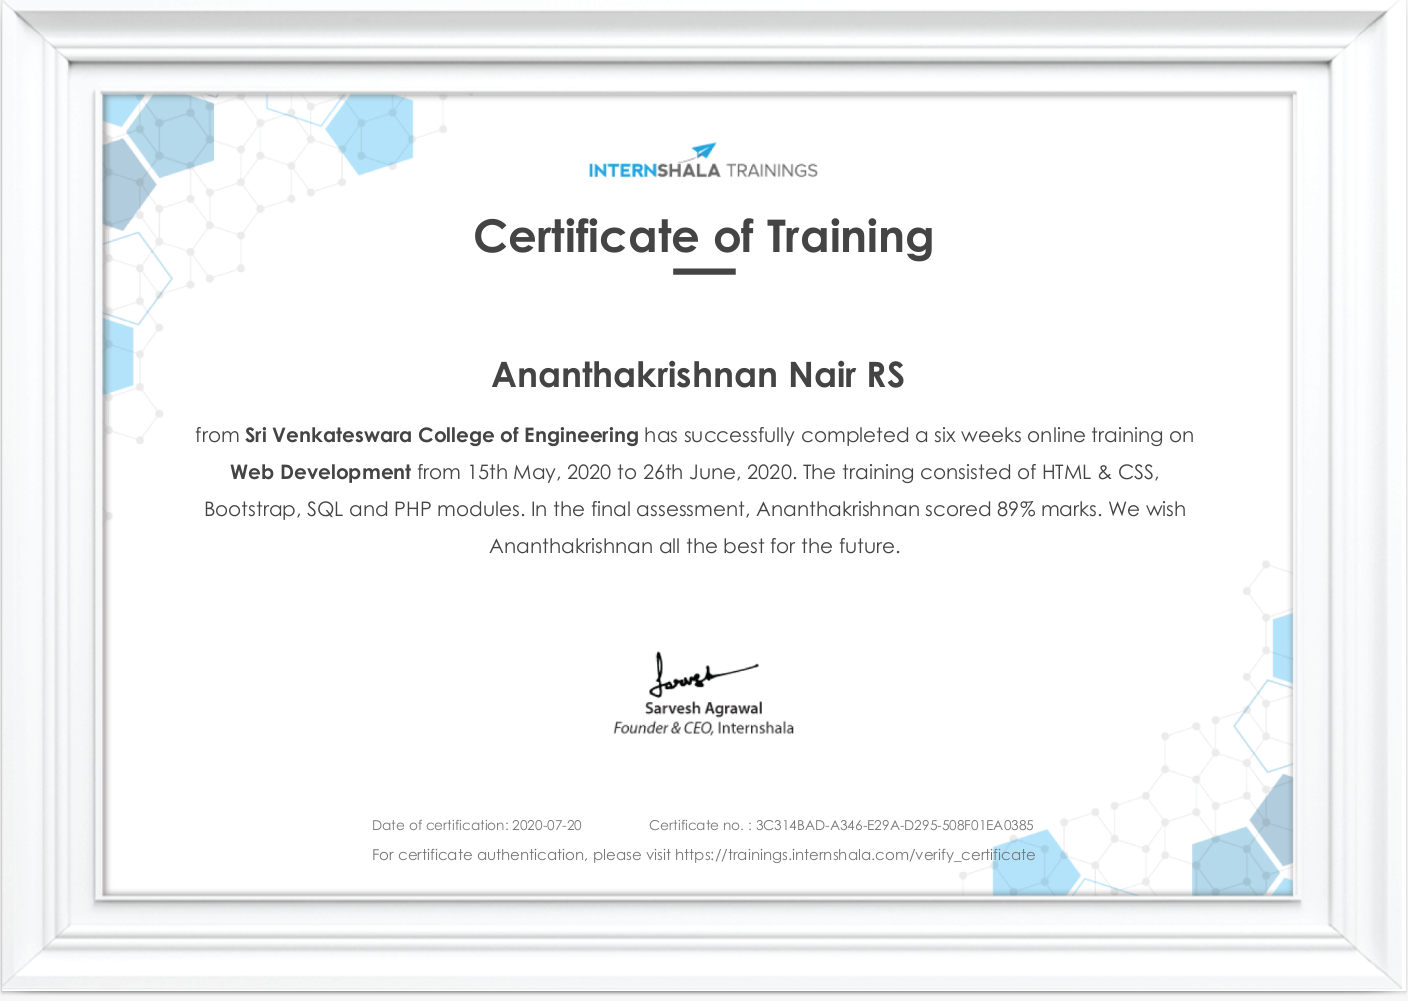 INTERNSHALA TRAININGS
Certificate of Training
Ananthakrishnan Nair RS
from Sri Venkateswara College of Engineering has successfully completed a six weeks online training on
Web Development from 15th May, 2020 to 26th June, 2020. The training consisted of HTML & CSS,
Bootstrap, SQL and PHP modules. In the final assessment, Ananthakrishnan scored 89% marks. We wish
Ananthakrishnan all the best for the future.
Sarvesh
Sarvesh Agrawal
Founder & CEO, Internshala
Date of certification: 2020-07-20 Certificate no. : 3C314BAD-A346-E29A-D295-508F01EA0385
For certificate authentication, please visit https://trainings.internshala.com/verify_certificate